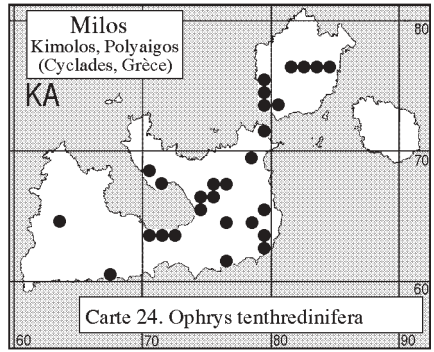 Milos
Kimolos, Polyaigos
(Cyclades, Grèce)
KA
80
70
60
Carte 24. Ophrys tenthredinifera
60
70
80
90